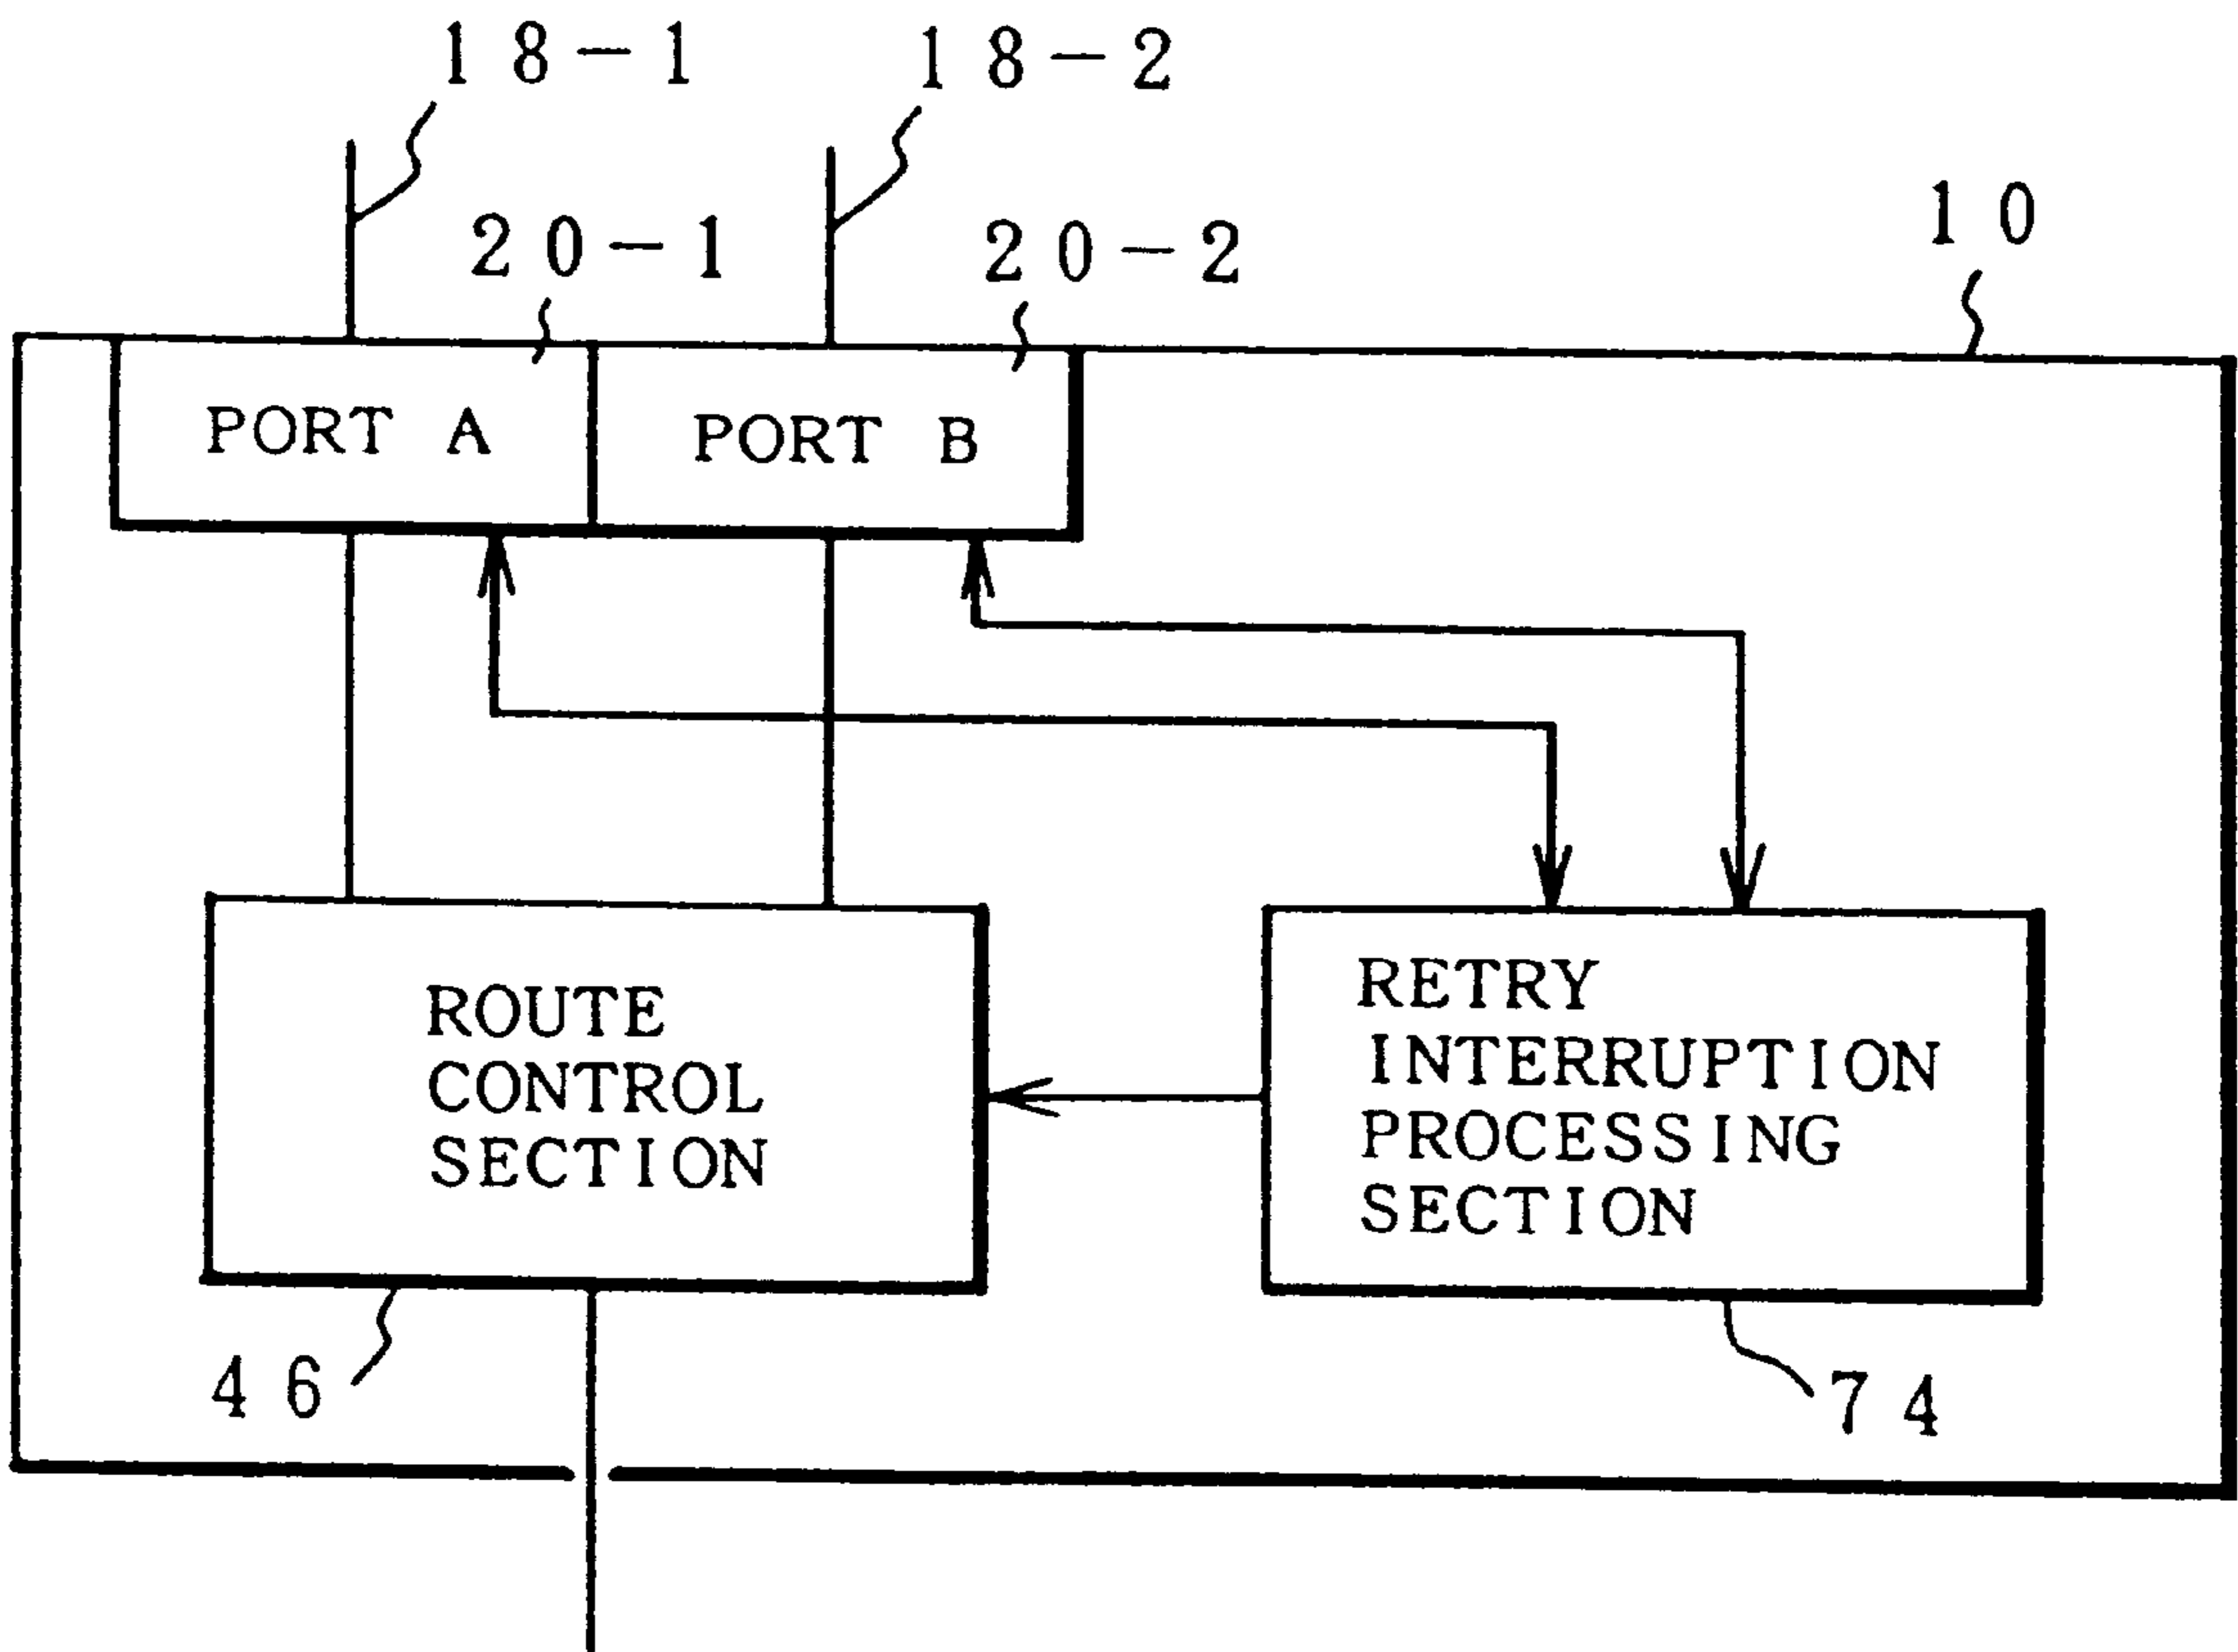 18-1
18-2
20-1
20-2
10
PORT A
PORT B
ROUTE
CONTROL
SECTION
RETRY
INTERRUPTION
PROCESSING
SECTION
46
74